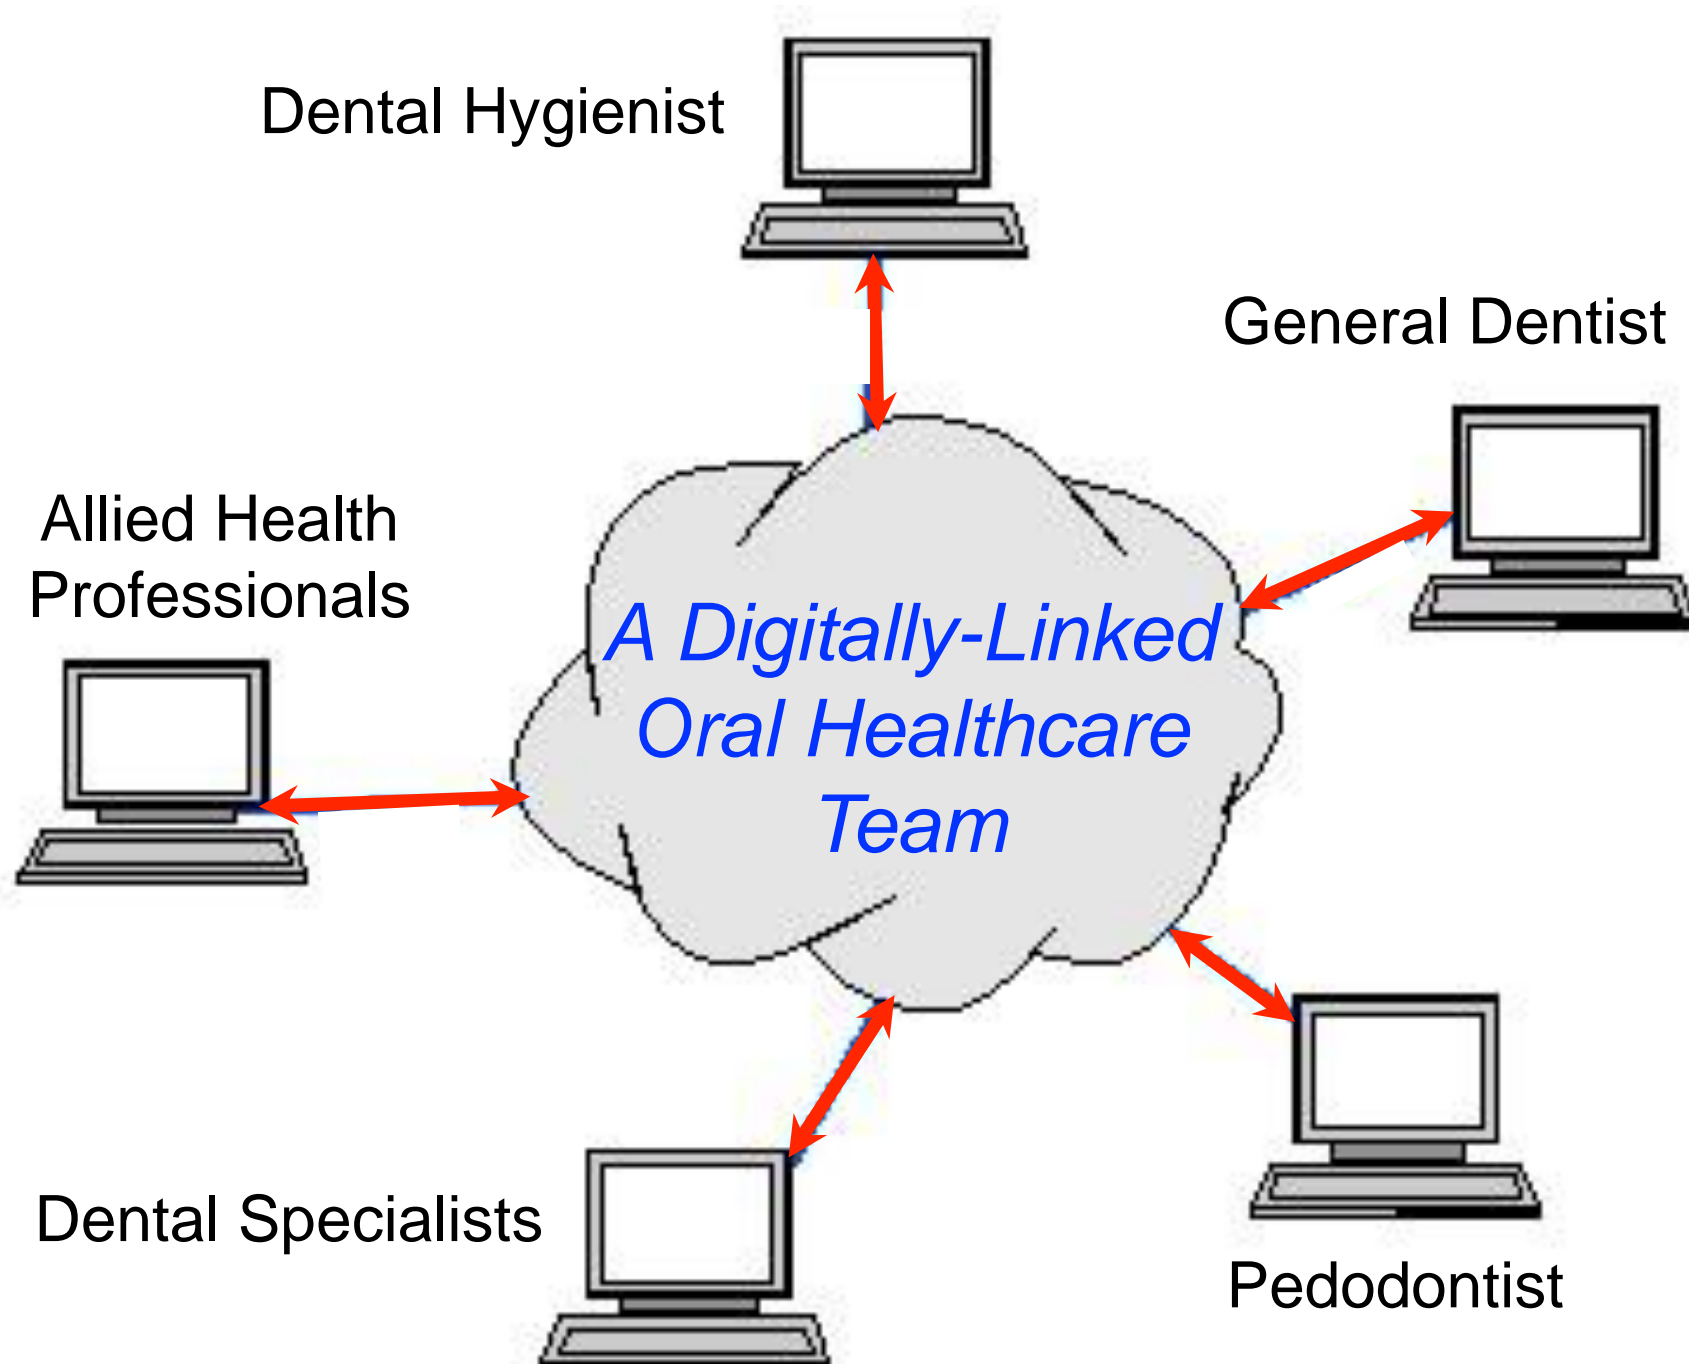 Dental Hygienist
General Dentist
Allied Health
Professionals
A Digitally-Linked
Oral Healthcare
Team
Dental Specialists
Pedodontist